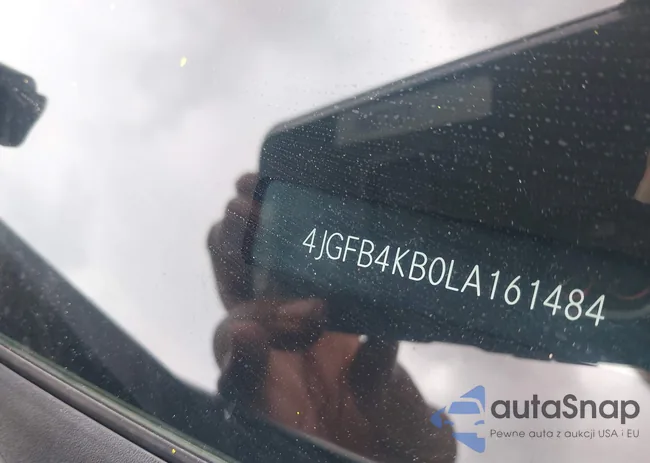 4JGFB4KB0LA161484
autaSnap
Pewne auta z aukcji USA i EU